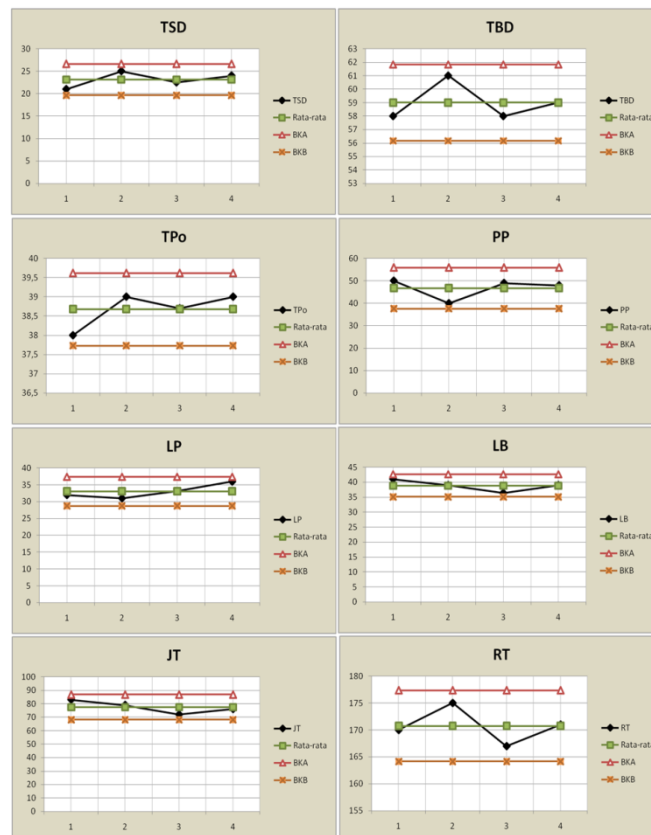 TSD
30
25
20
15
10
5
0
1 2 3 4
TSD
Rata-rata
BKA
BKB
TBD
63
62
61
60
59
58
57
56
55
54
53
1 2 3 4
TBD
Rata-rata
BKA
BKB
TPo
40
39,5
39
38,5
38
37,5
37
36,5
1 2 3 4
TPo
Rata-rata
BKA
BKB
PP
60
50
40
30
20
10
0
1 2 3 4
PP
Rata-rata
BKA
BKB
LP
40
35
30
25
20
15
10
5
0
1 2 3 4
LP
Rata-rata
BKA
BKB
LB
45
40
35
30
25
20
15
10
5
0
1 2 3 4
LB
Rata-rata
BKA
BKB
JT
100
90
80
70
60
50
40
30
20
10
0
1 2 3 4
JT
Rata-rata
BKA
BKB
RT
180
175
170
165
160
155
1 2 3 4
RT
Rata-rata
BKA
BKB